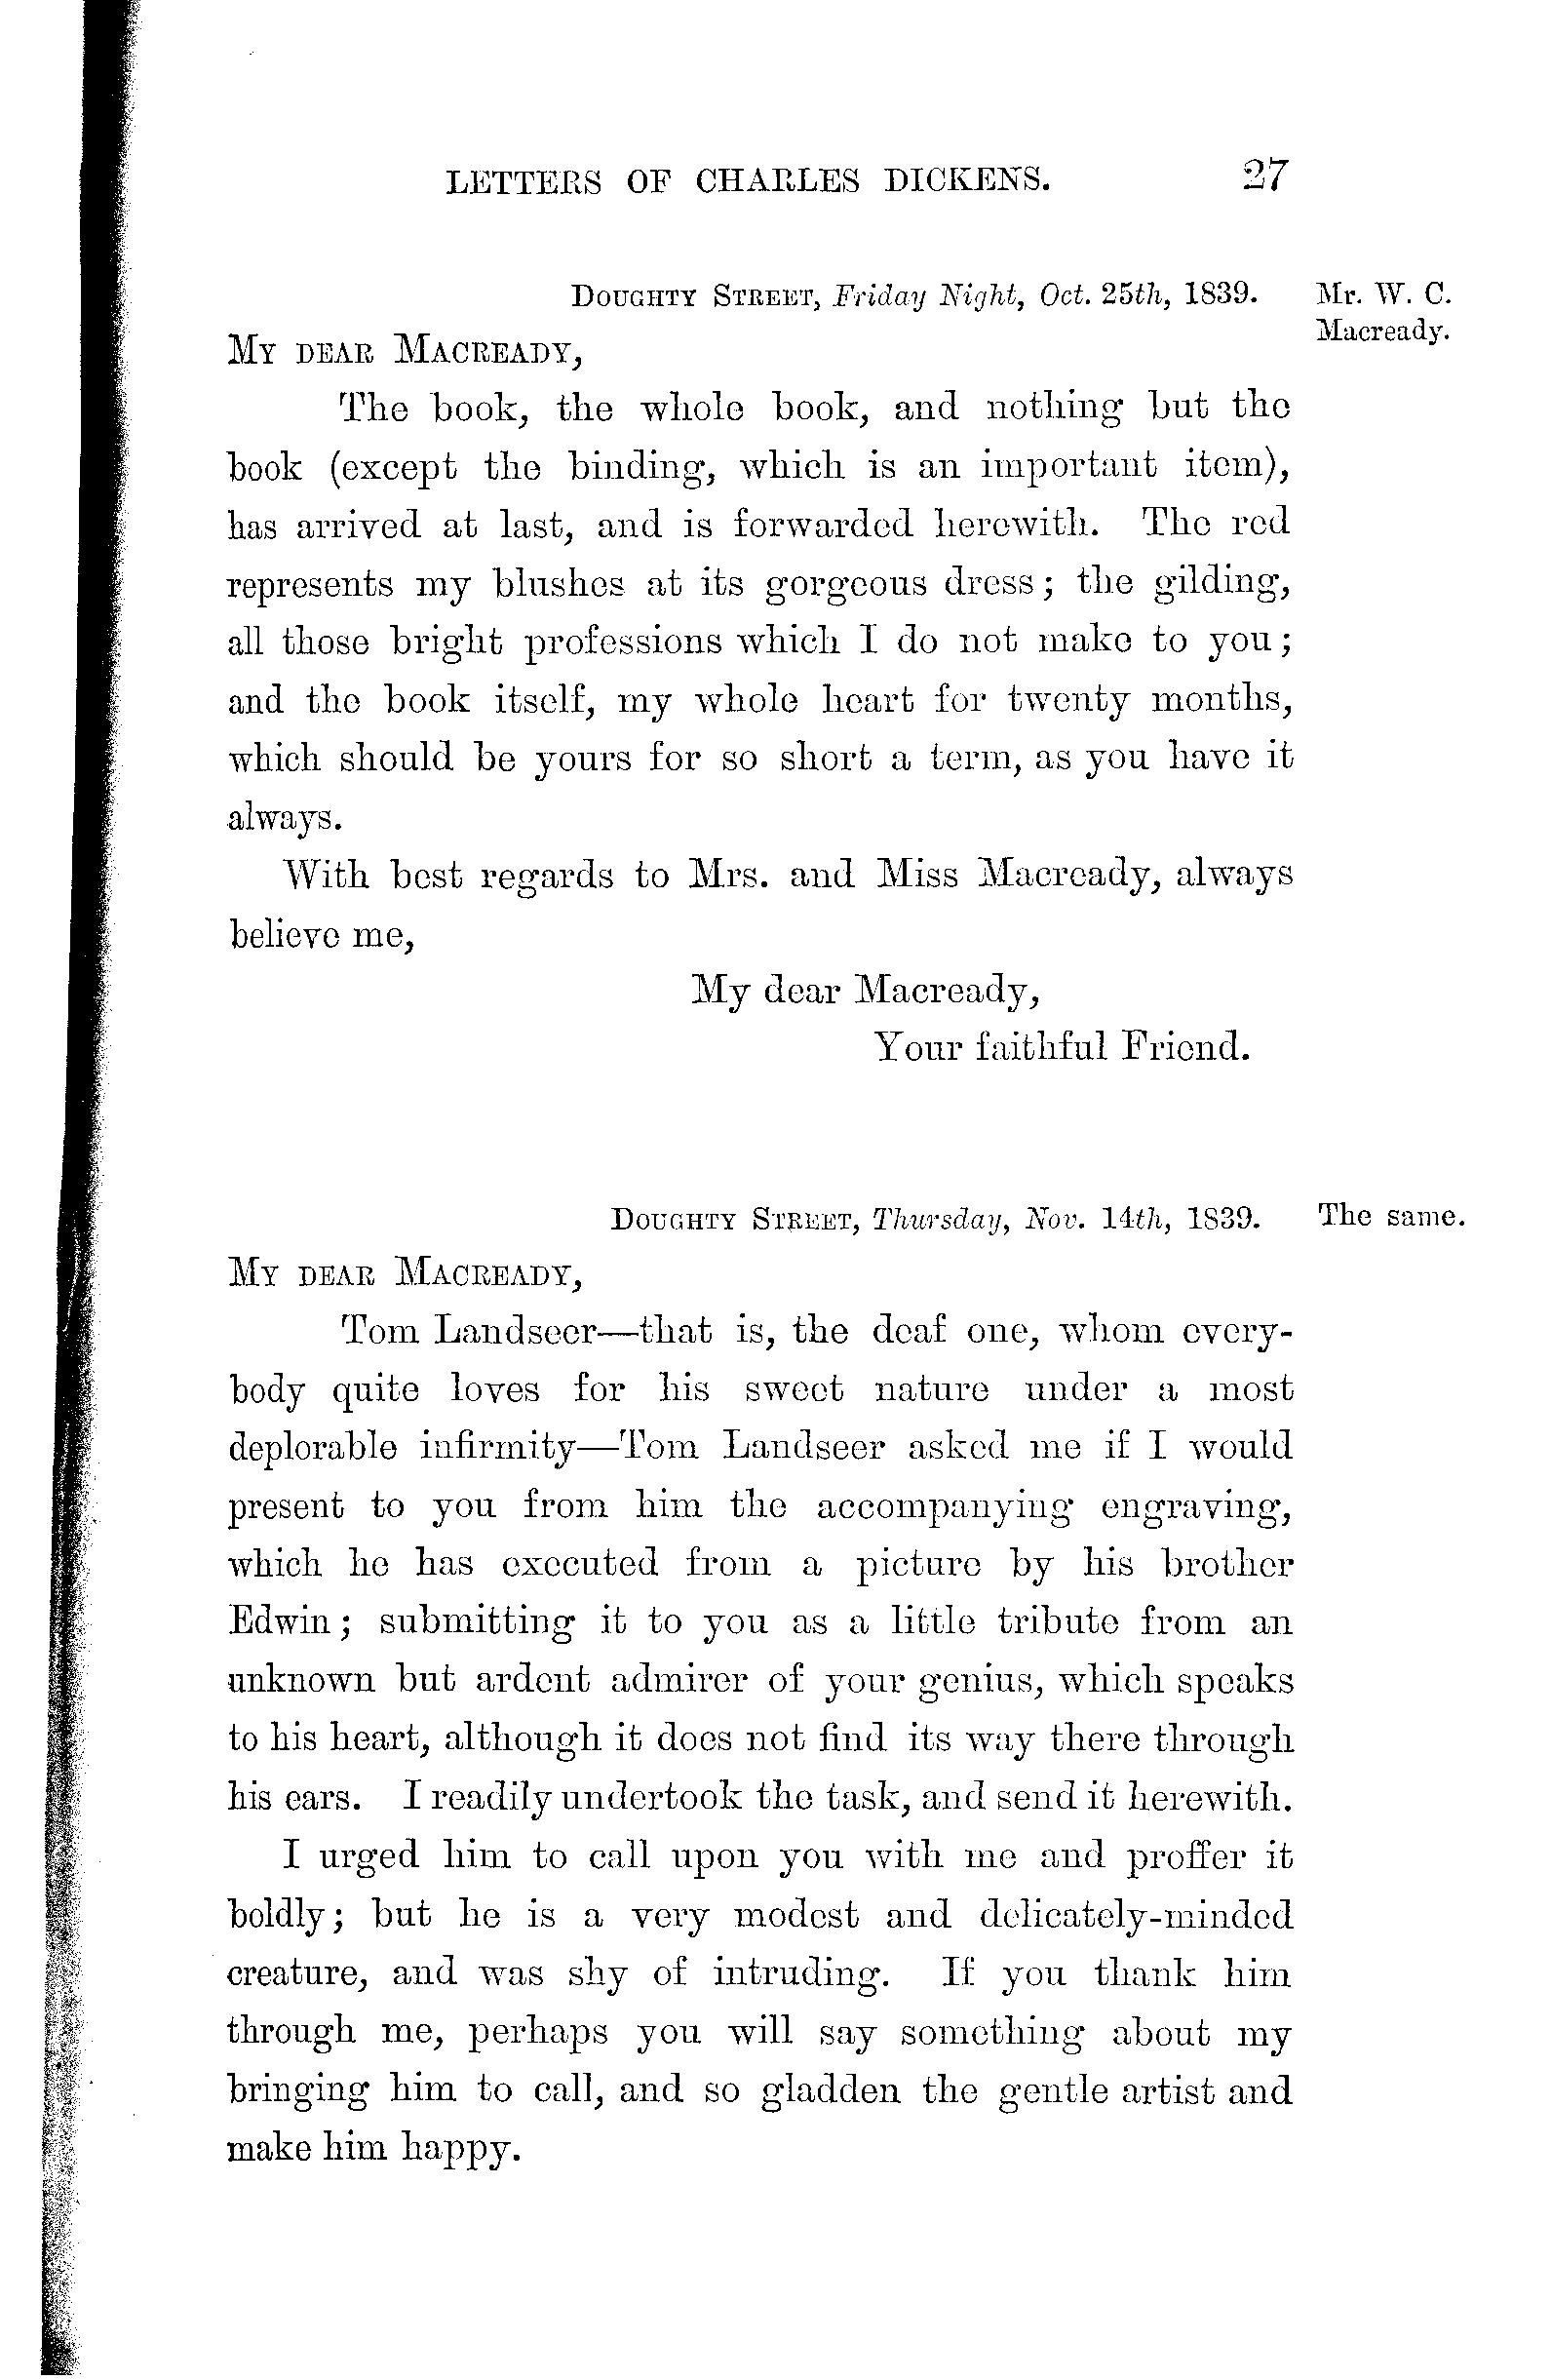 LETTERS OF CHARLES DICKENS. 27
DOUGHTY STREET, Friday Night, Oct. 25th, 1839.
Mr. W. C.
Macready.
MY DEAR MACREADY,
The book, the whole book, and nothing but the
book (except the binding, which is an important item),
has arrived at last, and is forwarded herewith. The red
represents my blushes at its gorgeous dress; the gilding,
all those bright professions which I do not make to you;
and the book itself, my whole heart for twenty months,
which should be yours for so short a term, as you have it
always.
With best regards to Mrs. and Miss Macready, always
believe me,
My dear Macready,
Your faithful Friend.
DOUGHTY STREET, Thursday, Nov. 14th, 1839.
The same.
MY DEAR MACREADY,
Tom Landseer—that is, the deaf one, whom every-
body quite loves for his sweet nature under a most
deplorable infirmity—Tom Landseer asked me if I would
present to you from him the accompanying engraving,
which he has executed from a picture by his brother
Edwin; submitting it to you as a little tribute from an
unknown but ardent admirer of your genius, which speaks
to his heart, although it does not find its way there through
his ears. I readily undertook the task, and send it herewith.
I urged him to call upon you with me and proffer it
boldly; but he is a very modest and delicately-minded
creature, and was shy of intruding. If you thank him
through me, perhaps you will say something about my
bringing him to call, and so gladden the gentle artist and
make him happy.